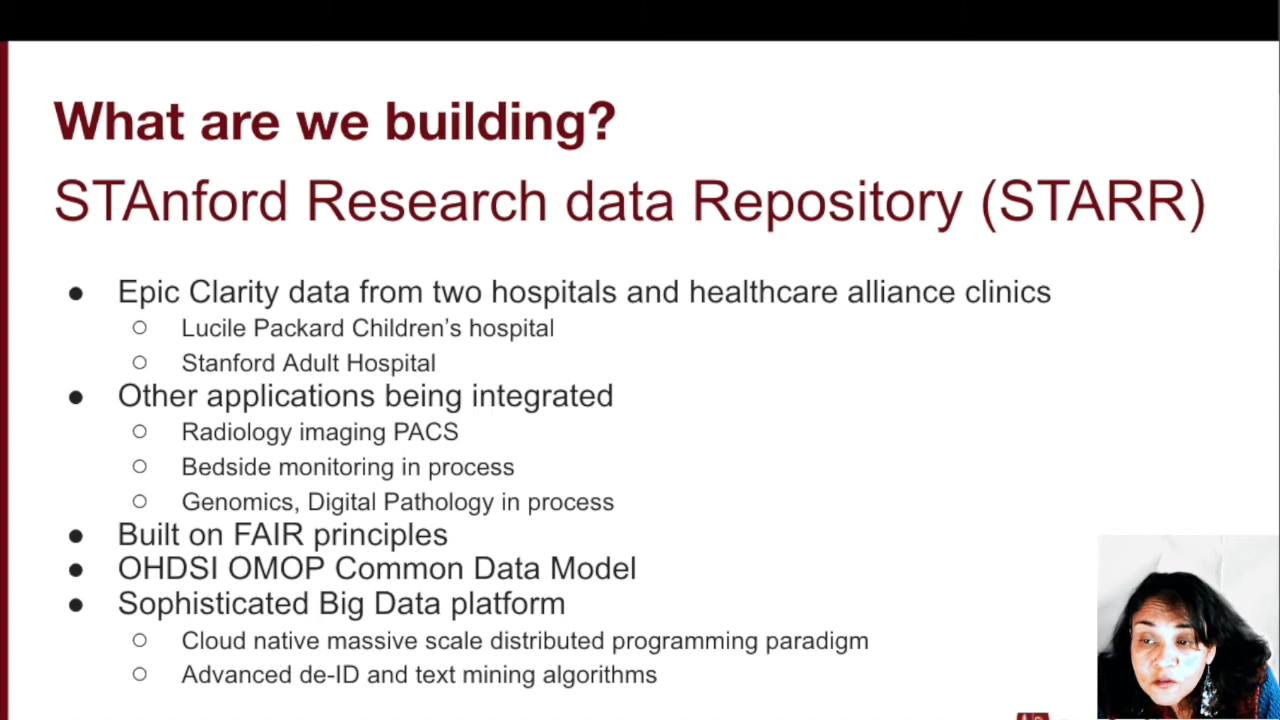 What are we building?
STAnford Research data Repository (STARR)
● Epic Clarity data from two hospitals and healthcare alliance clinics
○ Lucile Packard Children’s hospital
○ Stanford Adult Hospital
● Other applications being integrated
○ Radiology imaging PACS
○ Bedside monitoring in process
○ Genomics, Digital Pathology in process
● Built on FAIR principles
● OHDSI OMOP Common Data Model
● Sophisticated Big Data platform
○ Cloud native massive scale distributed programming paradigm
○ Advanced de-ID and text mining algorithms